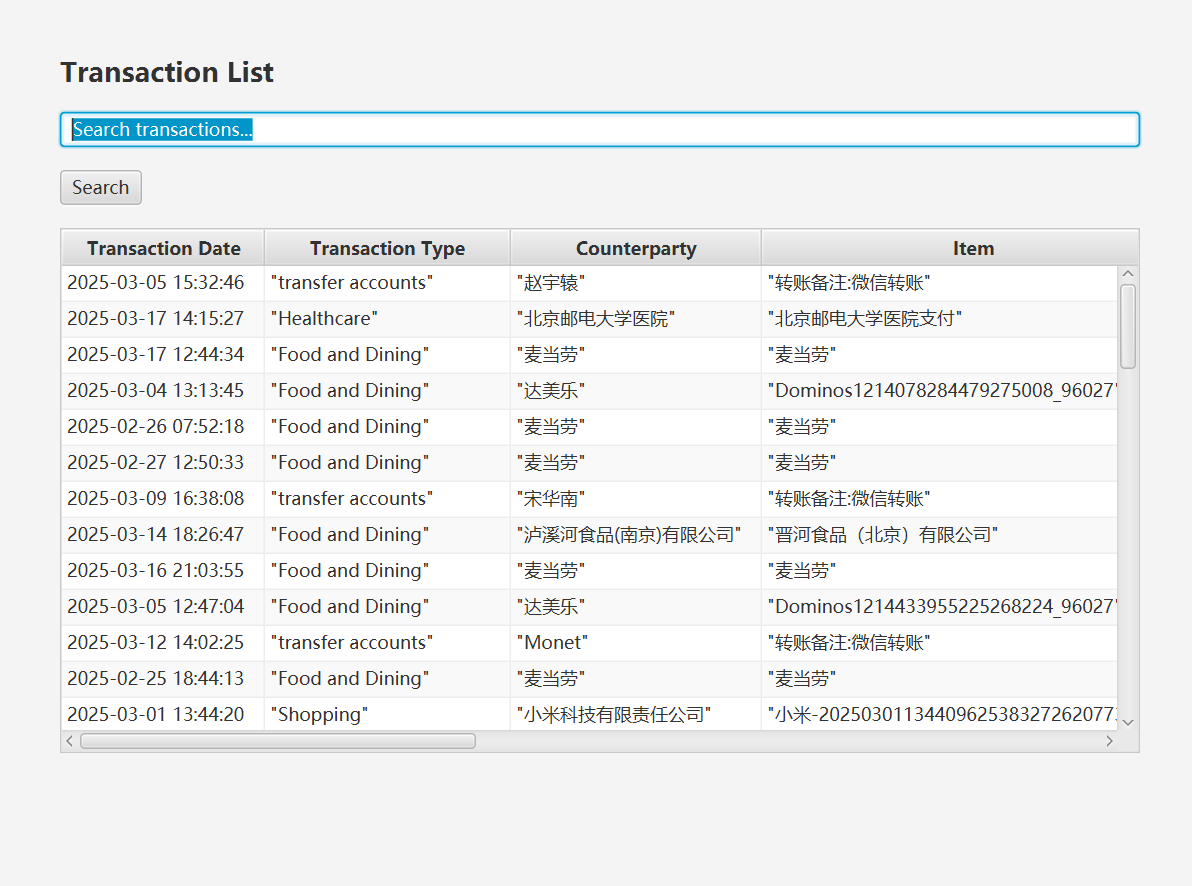 Transaction List
Search transactions...
Search
Transaction Date Transaction Type Counterparty Item
2025-03-05 15:32:46 "transfer accounts" "赵宇辕" "转账备注:微信转账"
2025-03-17 14:15:27 "Healthcare" "北京邮电大学医院" "北京邮电大学医院支付"
2025-03-17 12:44:34 "Food and Dining" "麦当劳" "麦当劳"
2025-03-04 13:13:45 "Food and Dining" "达美乐" "Dominos1214078284479275008_96027"
2025-02-26 07:52:18 "Food and Dining" "麦当劳" "麦当劳"
2025-02-27 12:50:33 "Food and Dining" "麦当劳" "麦当劳"
2025-03-09 16:38:08 "transfer accounts" "宋华南" "转账备注:微信转账"
2025-03-14 18:26:47 "Food and Dining" "泸溪河食品(南京)有限公司" "晋河食品（北京）有限公司"
2025-03-16 21:03:55 "Food and Dining" "麦当劳" "麦当劳"
2025-03-05 12:47:04 "Food and Dining" "达美乐" "Dominos1214433955225268224_96027"
2025-03-12 14:02:25 "transfer accounts" "Monet" "转账备注:微信转账"
2025-02-25 18:44:13 "Food and Dining" "麦当劳" "麦当劳"
2025-03-01 13:44:20 "Shopping" "小米科技有限责任公司" "小米-2025030113440962538327262077